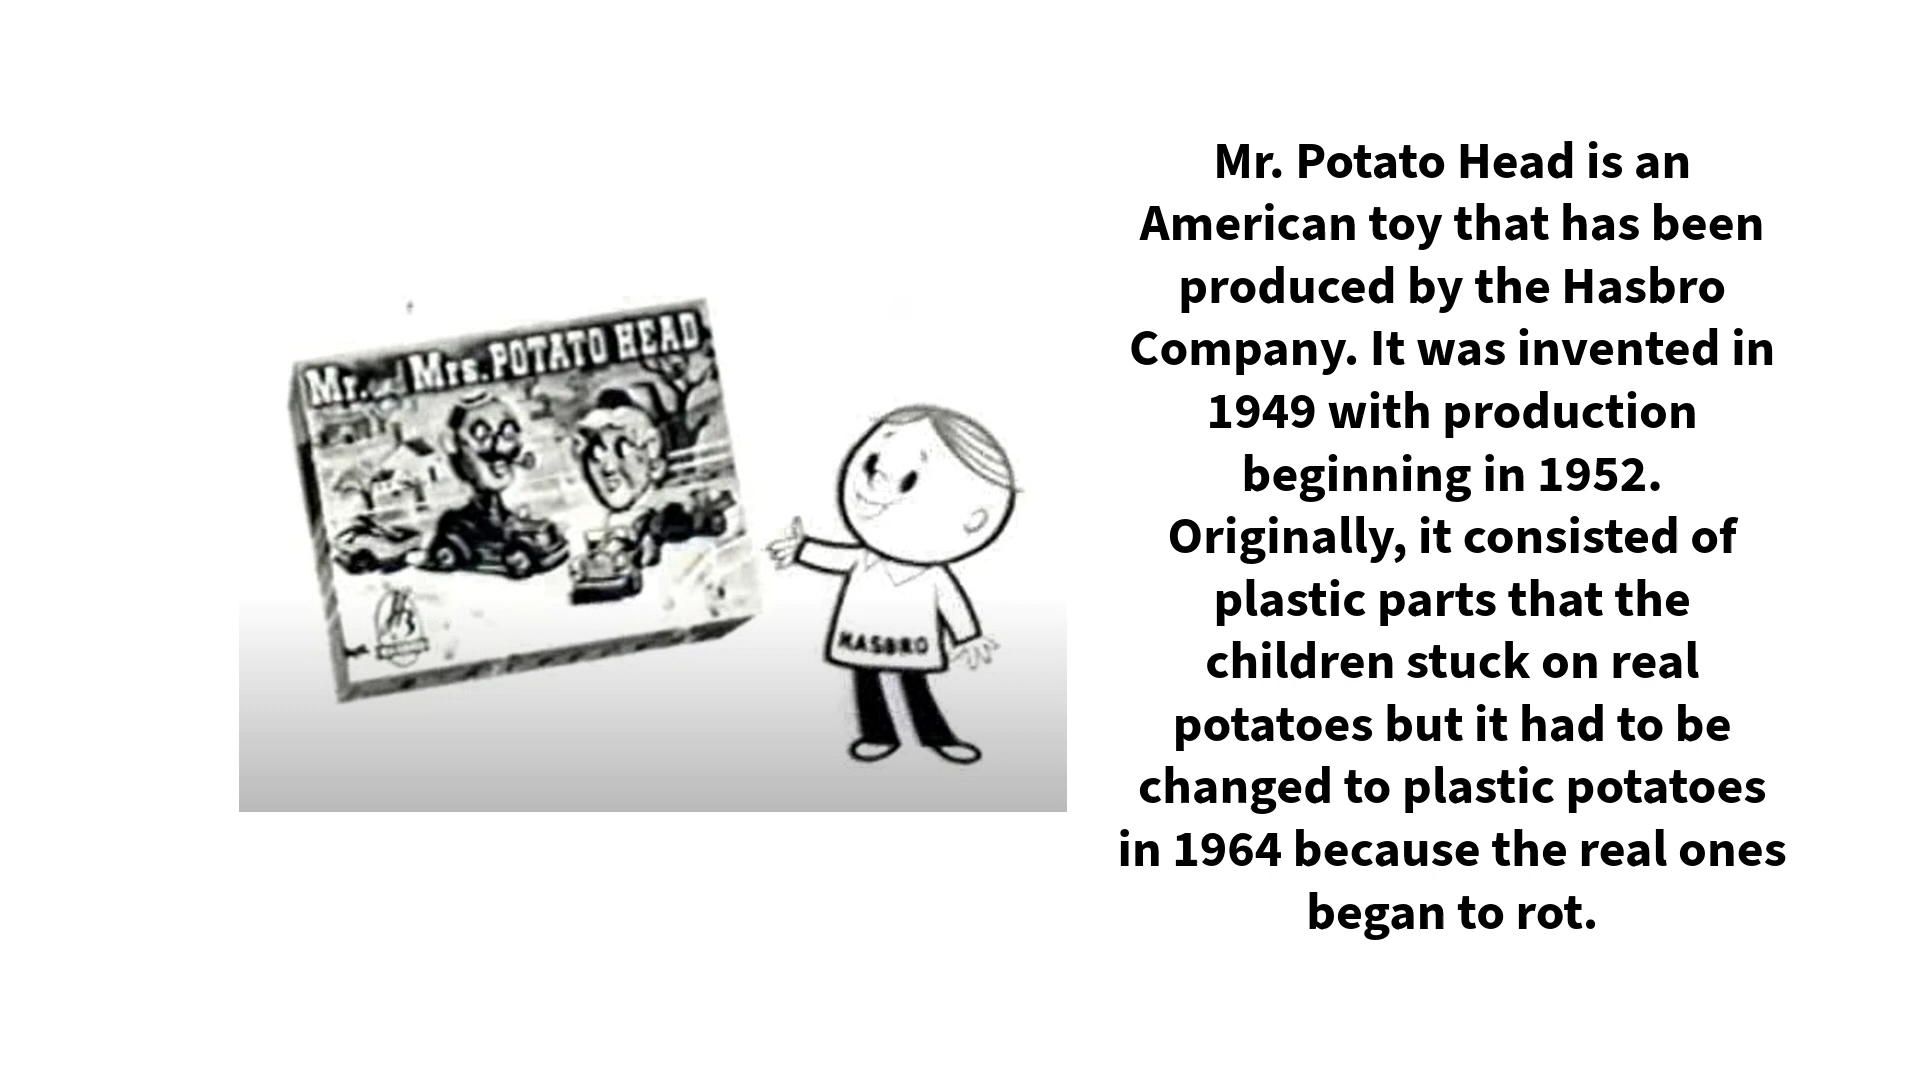 Mr. and Mrs. POTATO HEAD
HASBRO
Mr. Potato Head is an
American toy that has been
produced by the Hasbro
Company. It was invented in
1949 with production
beginning in 1952.
Originally, it consisted of
plastic parts that the
children stuck on real
potatoes but it had to be
changed to plastic potatoes
in 1964 because the real ones
began to rot.